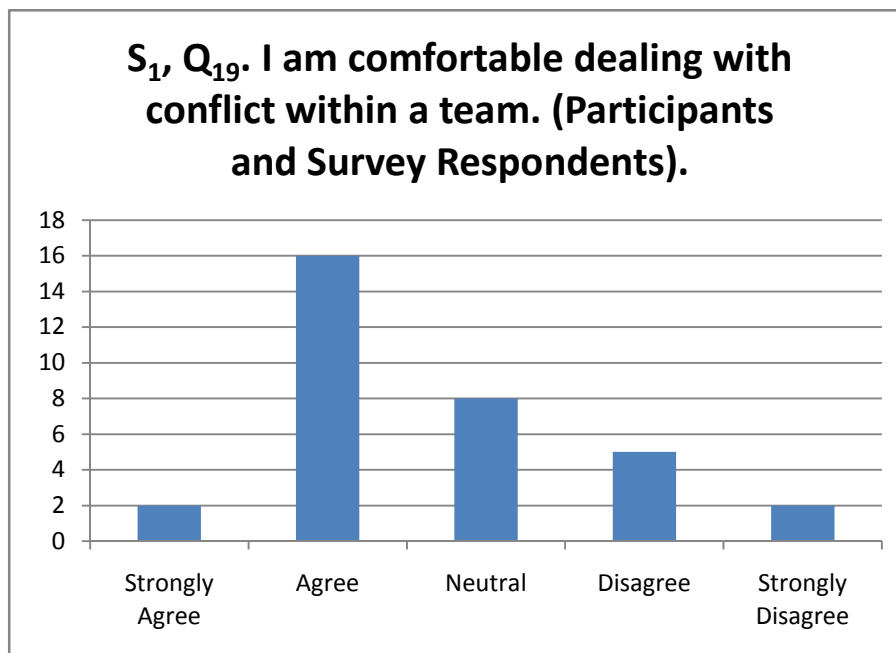 S1, Q19. I am comfortable dealing with
conflict within a team. (Participants
and Survey Respondents).
18
16
14
12
10
8
6
4
2
0
Strongly
Agree
Agree
Neutral
Disagree
Strongly
Disagree